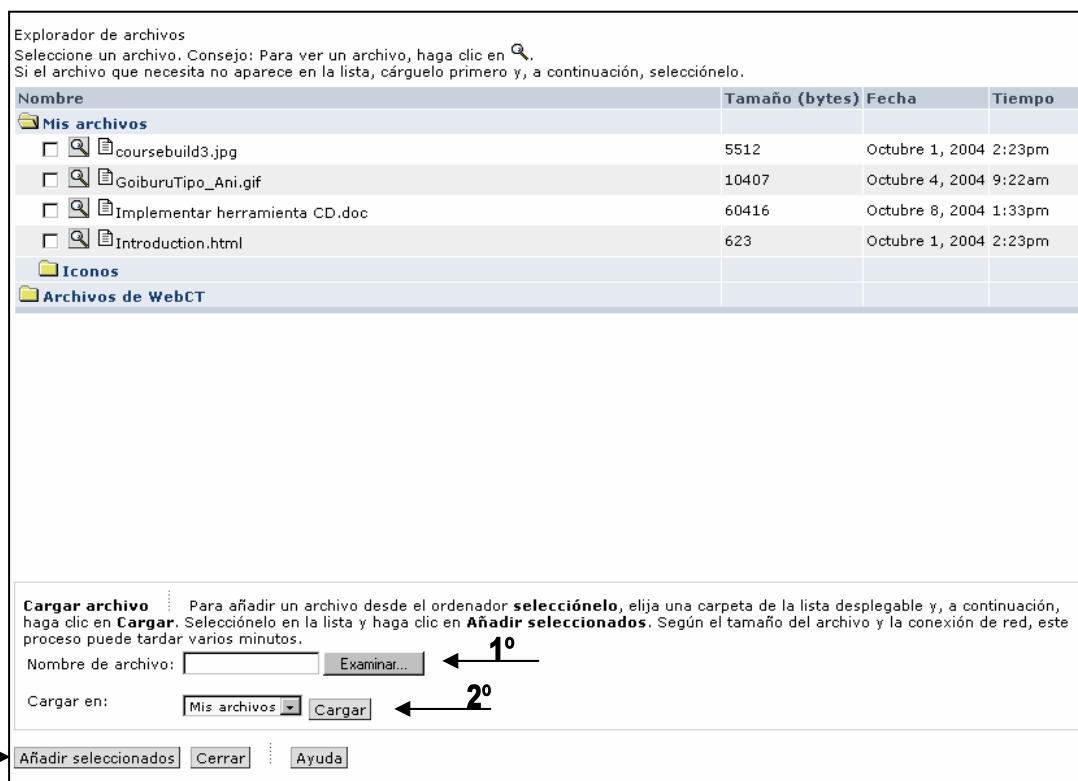 Explorador de archivos
Seleccione un archivo. Consejo: Para ver un archivo, haga clic en .
Si el archivo que necesita no aparece en la lista, cárguelo primero y, a continuación, selecciónelo.
Nombre Tamaño (bytes) Fecha Tiempo
Mis archivos
coursebuild3.jpg 5512 Octubre 1, 2004 2:23pm
GoiburuTipo_Ani.gif 10407 Octubre 4, 2004 9:22am
Implementar herramienta CD.doc 60416 Octubre 8, 2004 1:33pm
Introduction.html 623 Octubre 1, 2004 2:23pm
Iconos
Archivos de WebCT
Cargar archivo Para añadir un archivo desde el ordenador selecciónelo, elija una carpeta de la lista desplegable y, a continuación,
haga clic en Cargar. Selecciónelo en la lista y haga clic en Añadir seleccionados. Según el tamaño del archivo y la conexión de red, este
proceso puede tardar varios minutos.
Nombre de archivo: Examinar... 1º
Cargar en: Mis archivos Cargar 2º
Añadir seleccionados Cerrar Ayuda